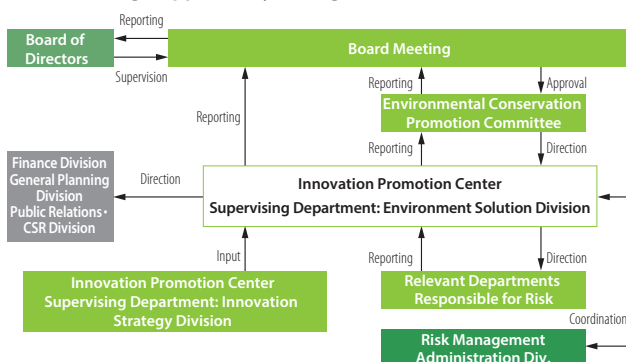 Reporting
Board of
Directors
Board Meeting
Supervision
Reporting
Approval
Environmental Conservation
Promotion Committee
Reporting
Reporting
Direction
Finance Division
General Planning
Division
Public Relations・
CSR Division
Direction
Innovation Promotion Center
Supervising Department: Environment Solution Division
Input
Reporting
Direction
Innovation Promotion Center
Supervising Department: Innovation
Strategy Division
Relevant Departments
Responsible for Risk
Coordination
Risk Management
Administration Div.